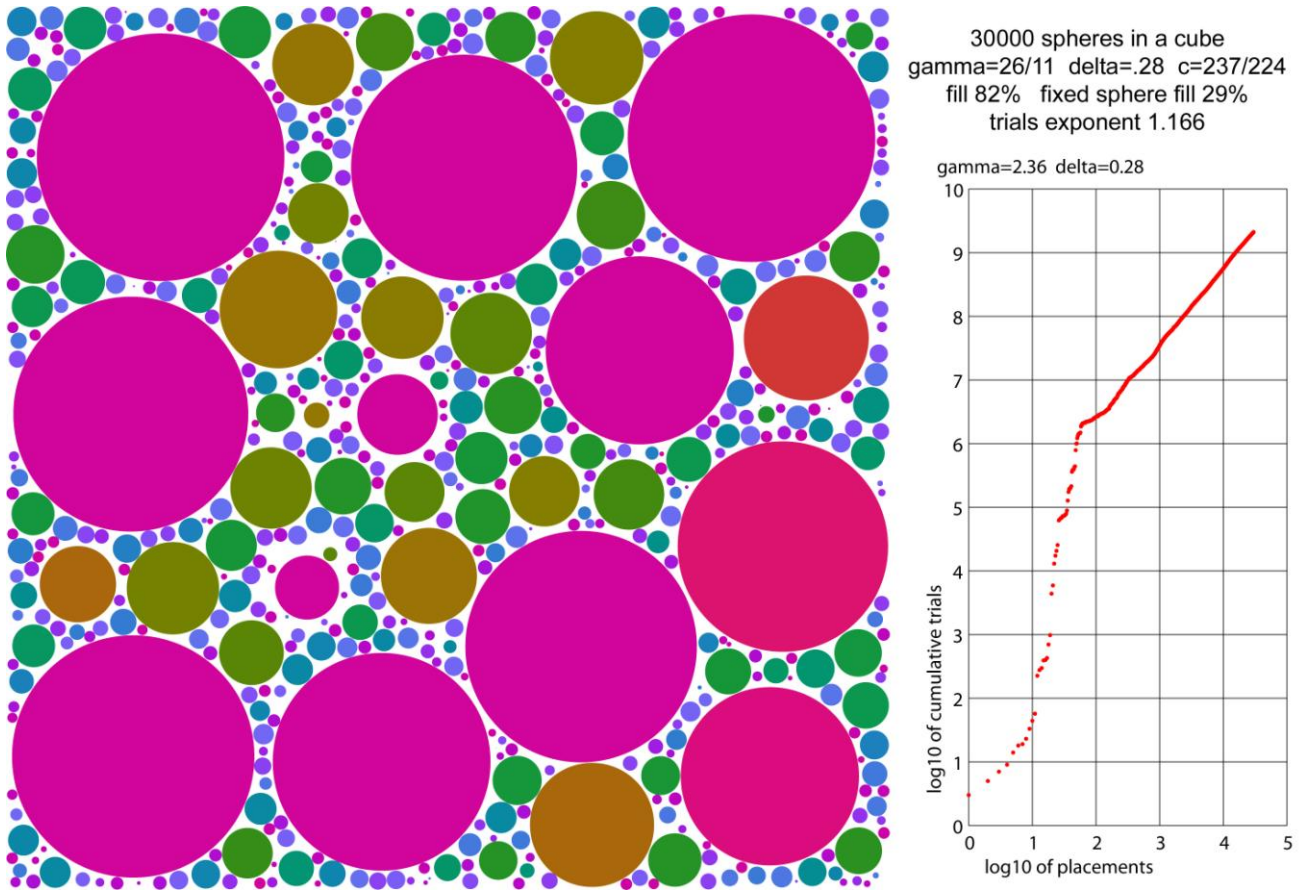 30000 spheres in a cube
gamma=26/11 delta=.28 c=237/224
fill 82% fixed sphere fill 29%
trials exponent 1.166
gamma=2.36 delta=0.28
10
9
8
7
6
5
4
3
2
1
0
log10 of cumulative trials
0 1 2 3 4 5
log10 of placements